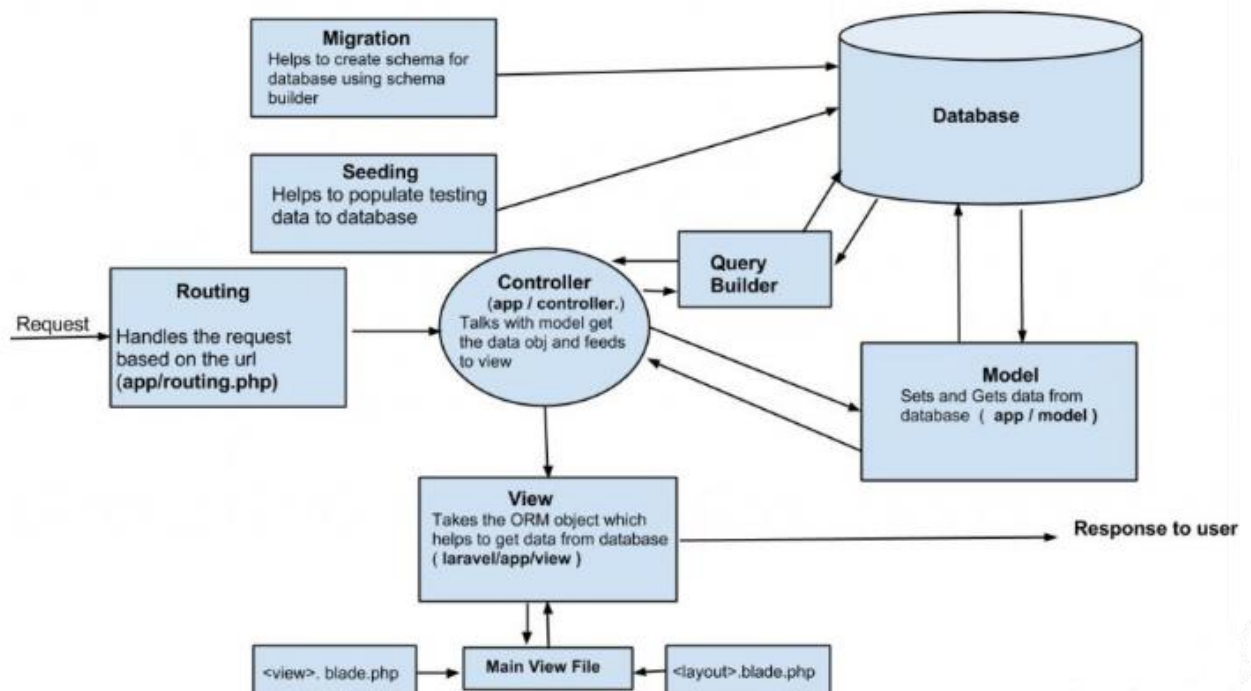 Migration
Helps to create schema for
database using schema
builder
Database
Seeding
Helps to populate testing
data to database
Query
Builder
Request
Routing
Handles the request
based on the url
(app/routing.php)
Controller
(app / controller.)
Talks with model get
the data obj and feeds
to view
Model
Sets and Gets data from
database ( app / model )
View
Takes the ORM object which
helps to get data from database
( laravel/app/view )
Response to user
<view>. blade.php
Main View File
<layout>.blade.php